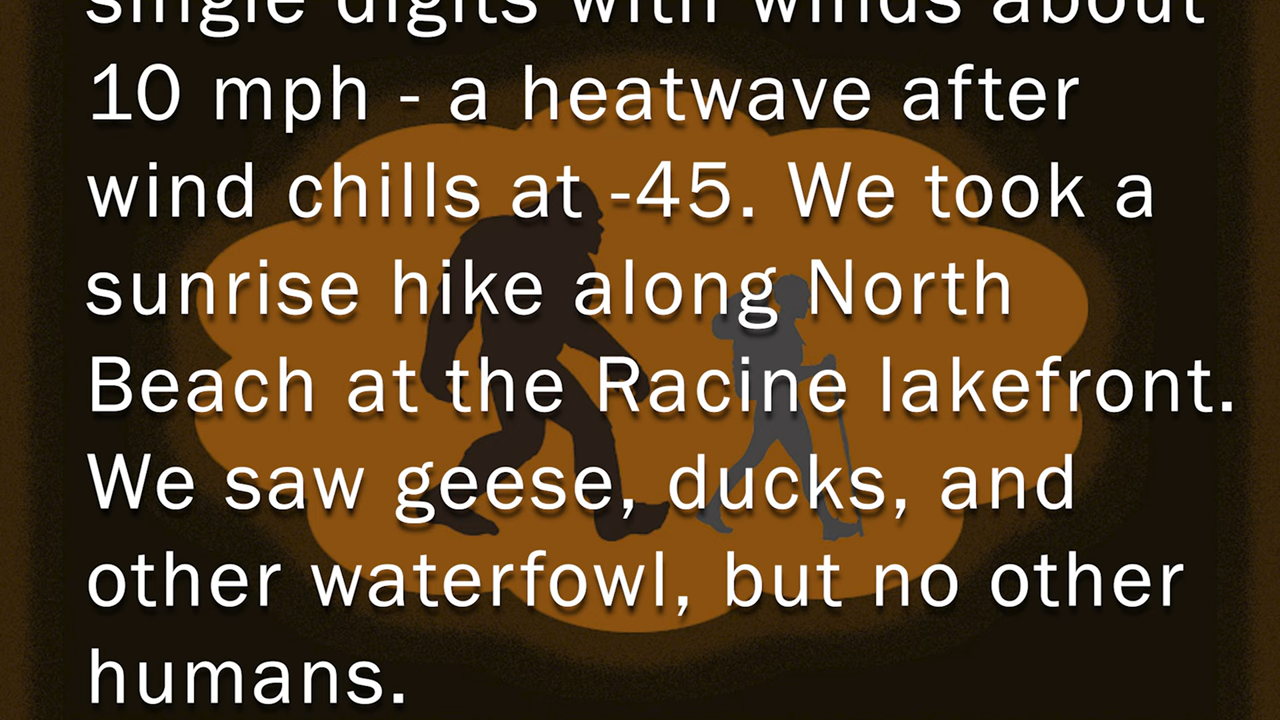 single digits with winds about
10 mph - a heatwave after
wind chills at -45. We took a
sunrise hike along North
Beach at the Racine lakefront.
We saw geese, ducks, and
other waterfowl, but no other
humans.